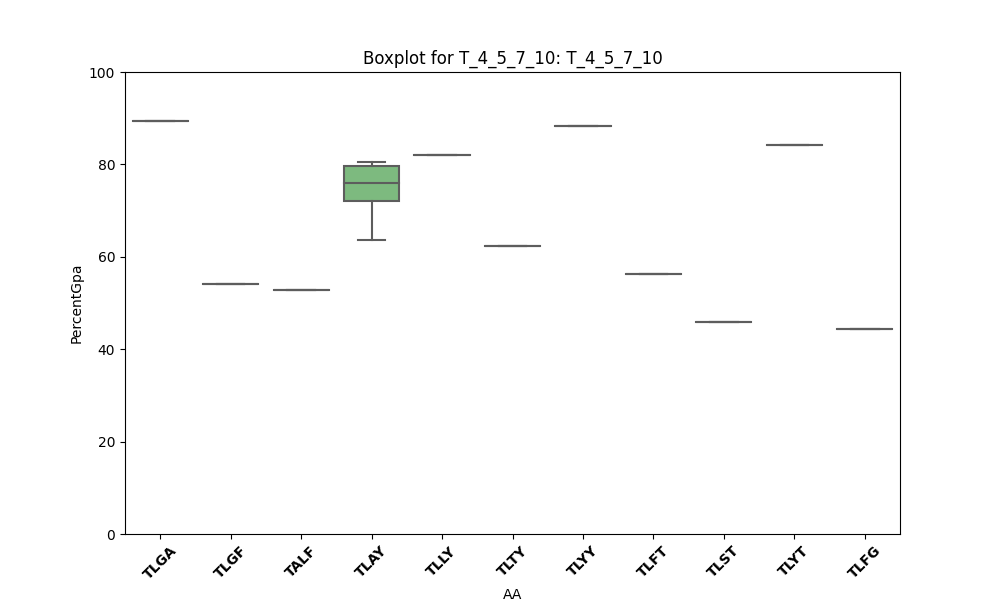 Boxplot for T_4_5_7_10: T_4_5_7_10
100
80
60
40
20
0
PercentGpa
TLGA TLGF TALF TLAY TLLY TLTY TLYY TLFT TLST TLYT TLFG
AA